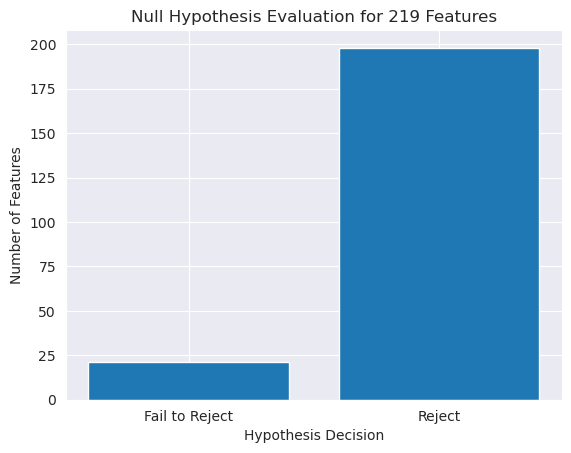 Null Hypothesis Evaluation for 219 Features
200
175
150
125
100
75
50
25
0
Number of Features
Fail to Reject
Reject
Hypothesis Decision